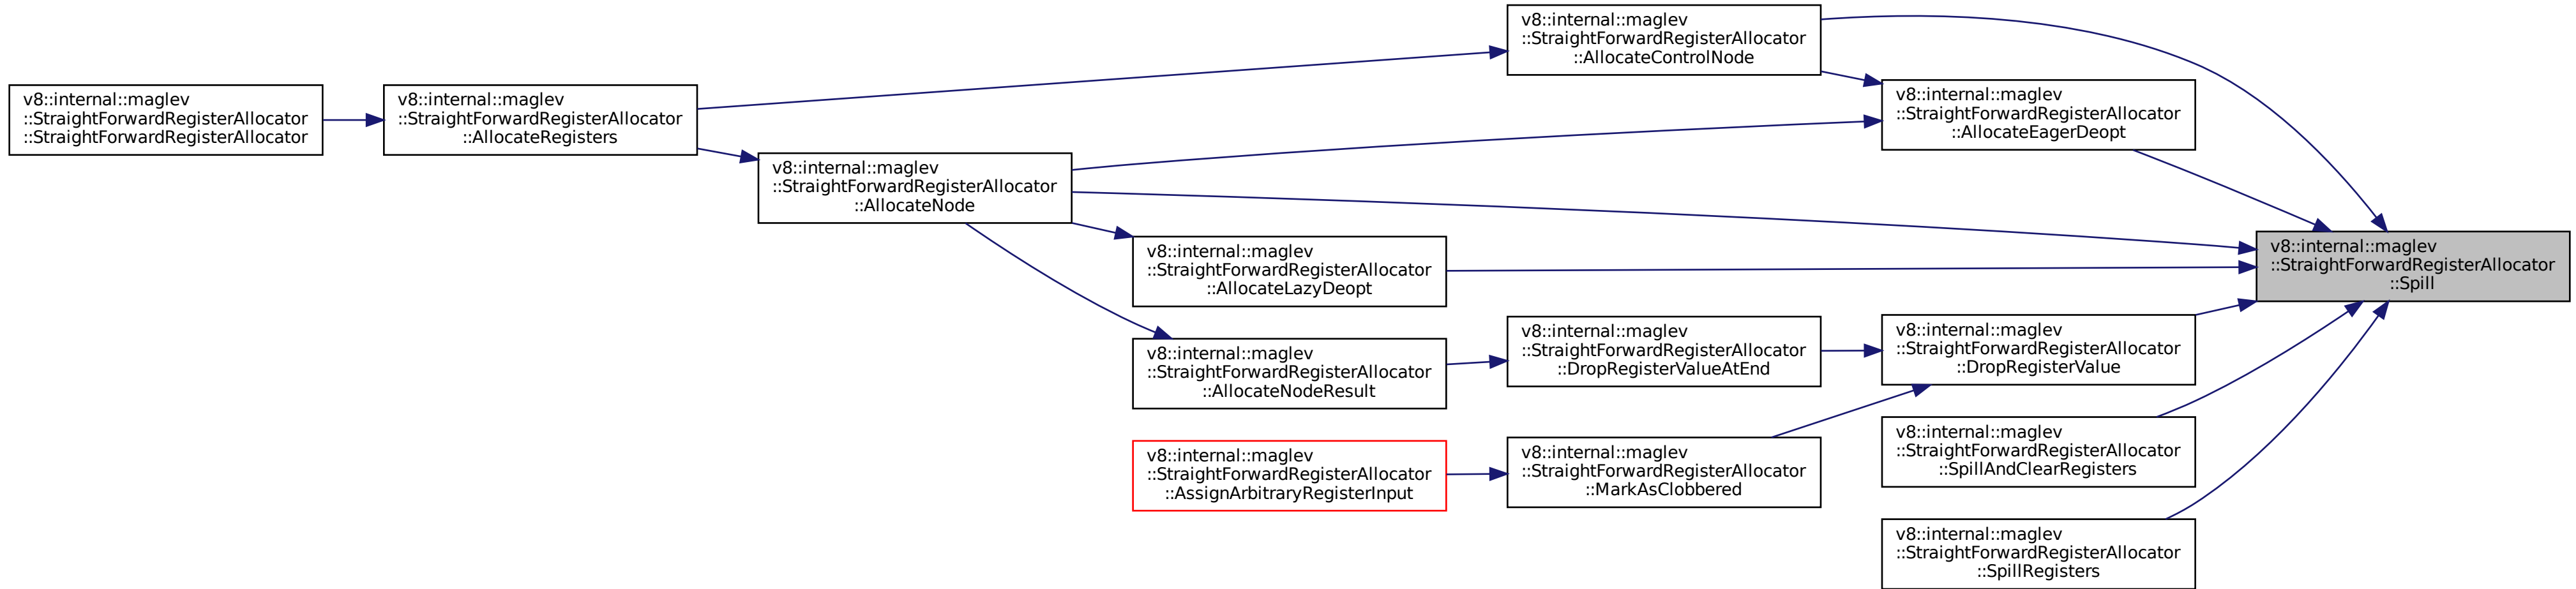 v8::internal::maglev
::StraightForwardRegisterAllocator
::StraightForwardRegisterAllocator
v8::internal::maglev
::StraightForwardRegisterAllocator
::AllocateRegisters
v8::internal::maglev
::StraightForwardRegisterAllocator
::AllocateNode
v8::internal::maglev
::StraightForwardRegisterAllocator
::AllocateLazyDeopt
v8::internal::maglev
::StraightForwardRegisterAllocator
::AllocateNodeResult
v8::internal::maglev
::StraightForwardRegisterAllocator
::AssignArbitraryRegisterInput
v8::internal::maglev
::StraightForwardRegisterAllocator
::AllocateControlNode
v8::internal::maglev
::StraightForwardRegisterAllocator
::DropRegisterValueAtEnd
v8::internal::maglev
::StraightForwardRegisterAllocator
::MarkAsClobbered
v8::internal::maglev
::StraightForwardRegisterAllocator
::AllocateEagerDeopt
v8::internal::maglev
::StraightForwardRegisterAllocator
::DropRegisterValue
v8::internal::maglev
::StraightForwardRegisterAllocator
::SpillAndClearRegisters
v8::internal::maglev
::StraightForwardRegisterAllocator
::SpillRegisters
v8::internal::maglev
::StraightForwardRegisterAllocator
::Spill